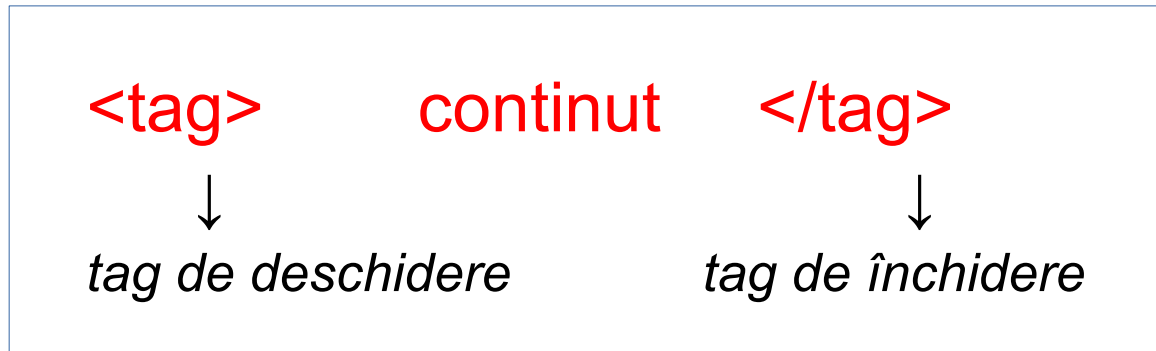 <tag> continut </tag>
↓ ↓
tag de deschidere tag de închidere